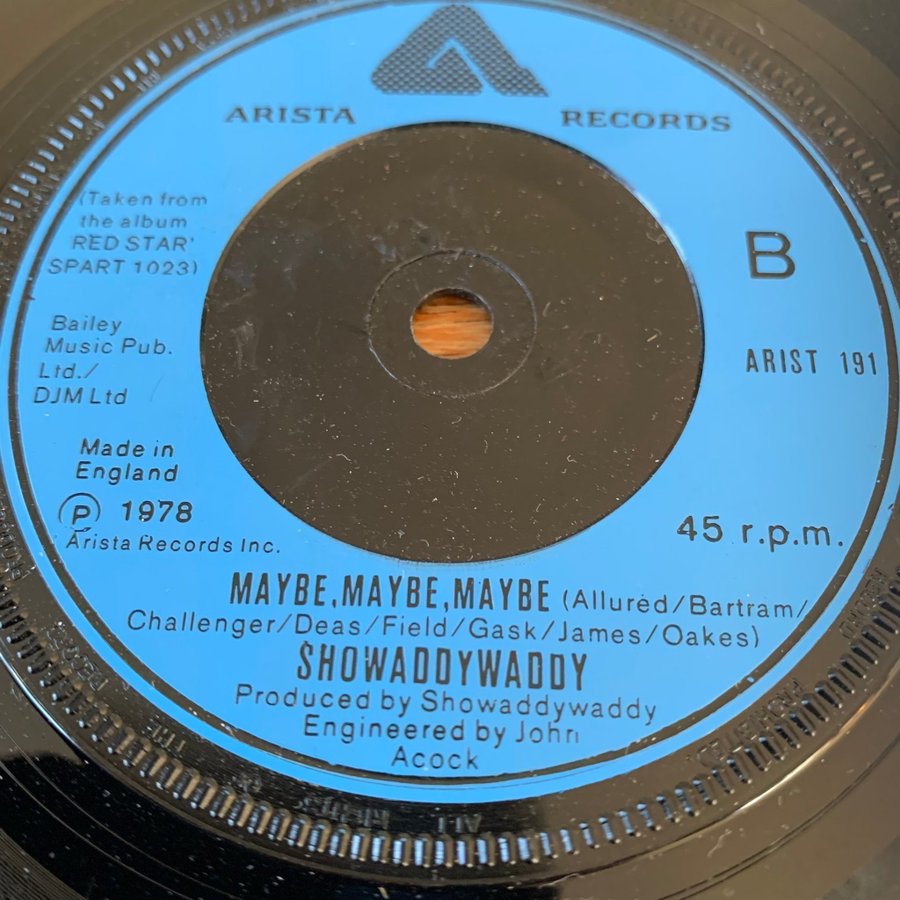 ARISTA RECORDS
(Taken from
the album
RED STAR'
SPART 1023)
B
Bailey
Music Pub.
Ltd./
DJM Ltd
ARIST 191
Made in
England
Ⓟ 1978
Arista Records Inc.
45 r.p.m.
MAYBE,MAYBE,MAYBE (Allured/Bartram/
Challenger/Deas/Field/Gask/James/Oakes)
SHOWADDYWADDY
Produced by Showaddywaddy
Engineered by John
Acock
ALL